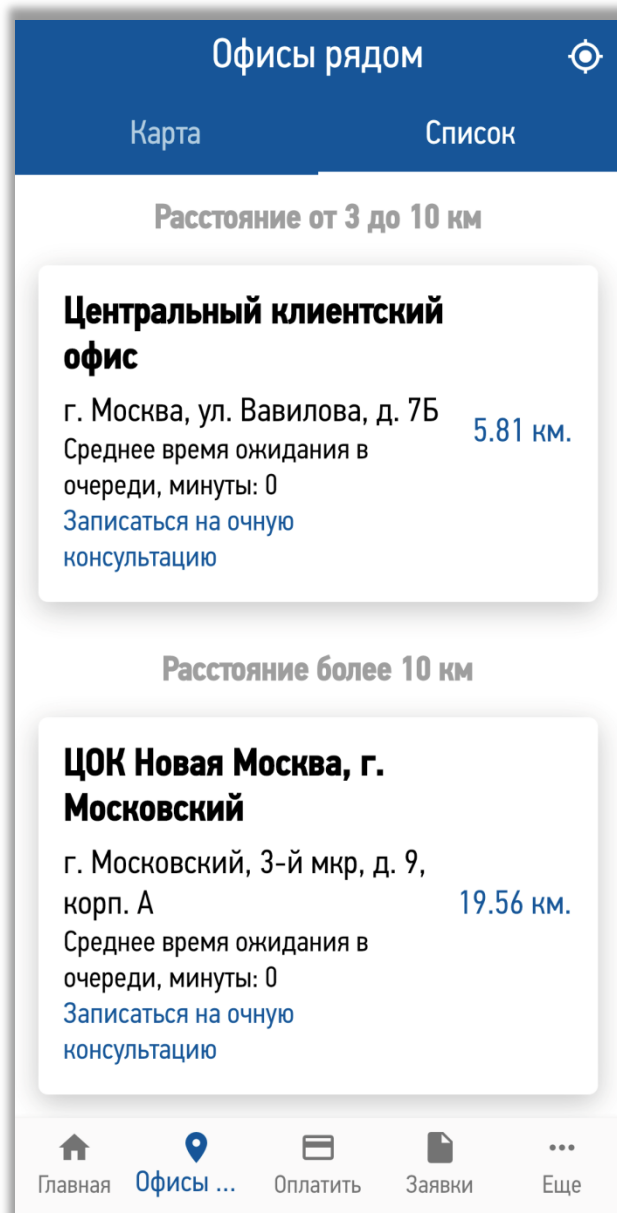 Офисы рядом
Карта
Список
Расстояние от 3 до 10 км
Центральный клиентский
офис
г. Москва, ул. Вавилова, д. 7Б
5.81 км.
Среднее время ожидания в
очереди, минуты: 0
Записаться на очную
консультацию
Расстояние более 10 км
ЦОК Новая Москва, г.
Московский
г. Московский, 3-й мкр, д. 9,
корп. А
19.56 км.
Среднее время ожидания в
очереди, минуты: 0
Записаться на очную
консультацию
Главная
Офисы ...
Оплатить
Заявки
Еще